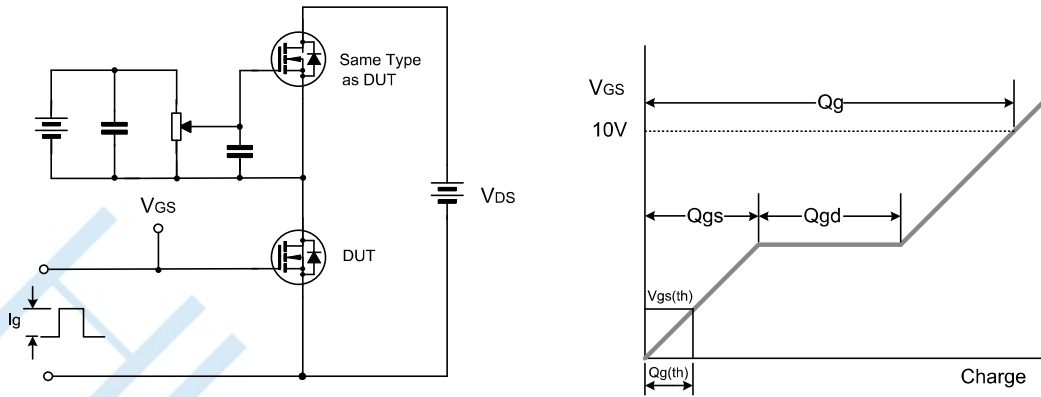 Same Type
as DUT
VDS
VGS
DUT
Ig
VGS
10V
Qg
Qgs
Qgd
Vgs(th)
Qg(th)
Charge